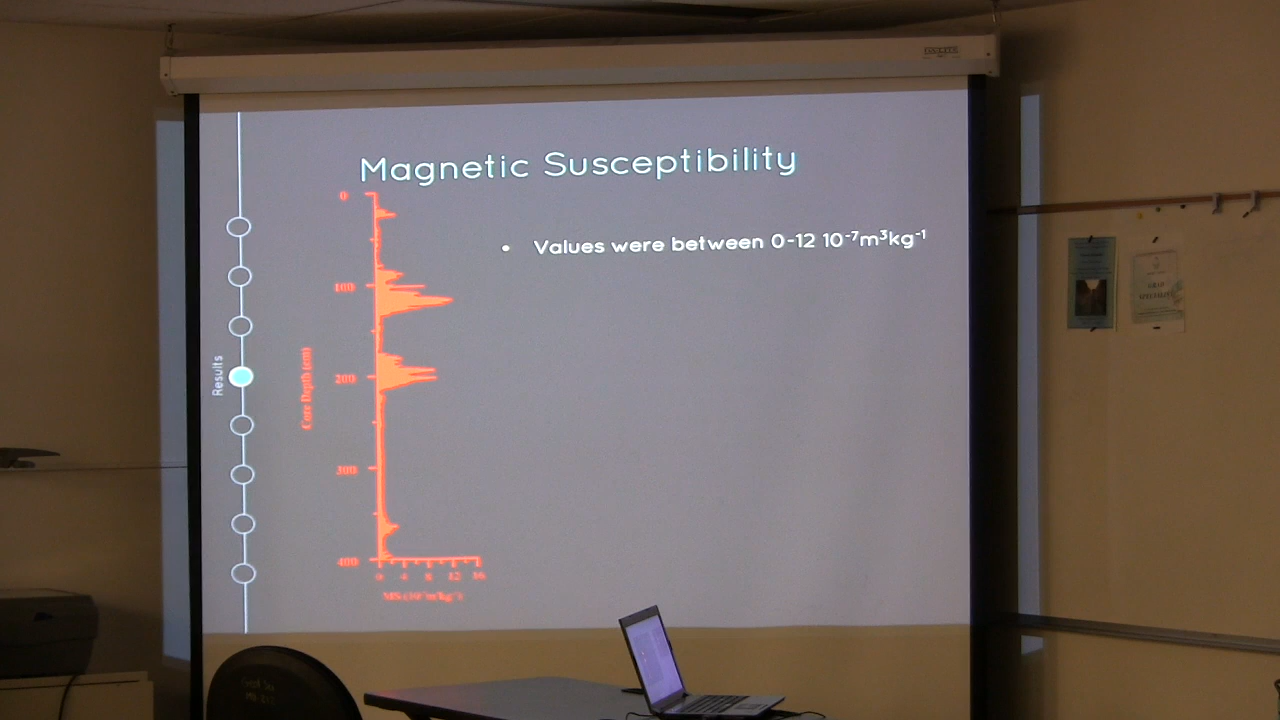 Magnetic Susceptibility
• Values were between 0-12 10⁻⁷m³kg⁻¹
Results
Core Depth (cm)
0
100
200
300
400
0 4 8 12 16